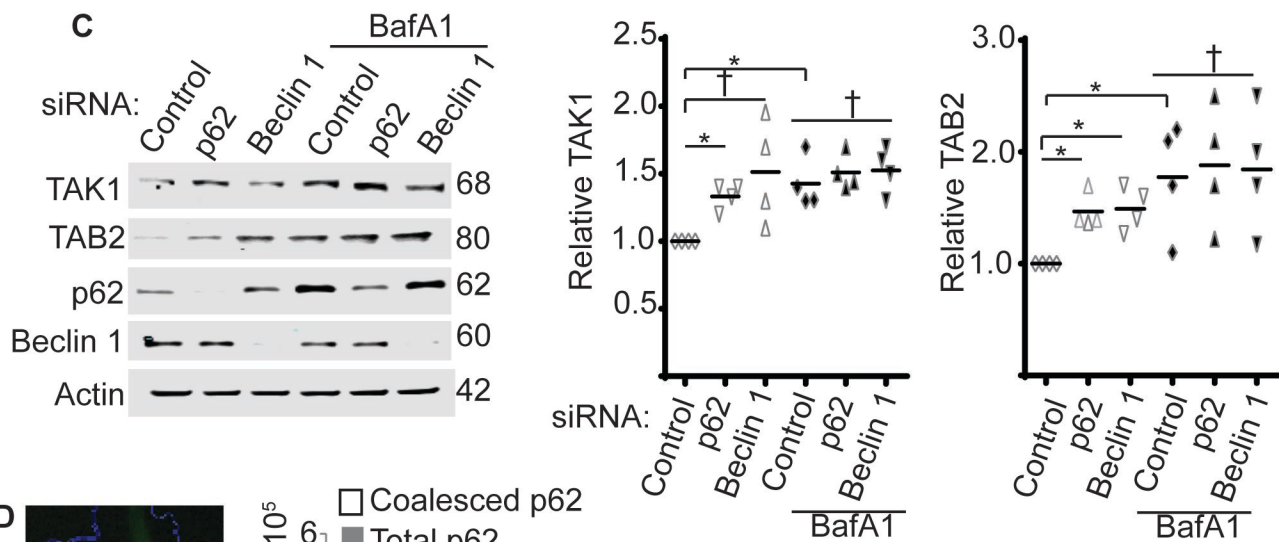 C
BafA1
siRNA:
Control
p62
Beclin 1
Control
p62
Beclin 1
TAK1
68
TAB2
80
p62
62
Beclin 1
60
Actin
42
Relative TAK1
2.5
2.0
1.5
1.0
0.5
*
†
*
†
siRNA:
Control
p62
Beclin 1
Control
p62
Beclin 1
BafA1
Relative TAB2
3.0
2.0
1.0
†
*
*
*
Control
p62
Beclin 1
Control
p62
Beclin 1
BafA1
D
10⁵
6
Coalesced p62
Total p62